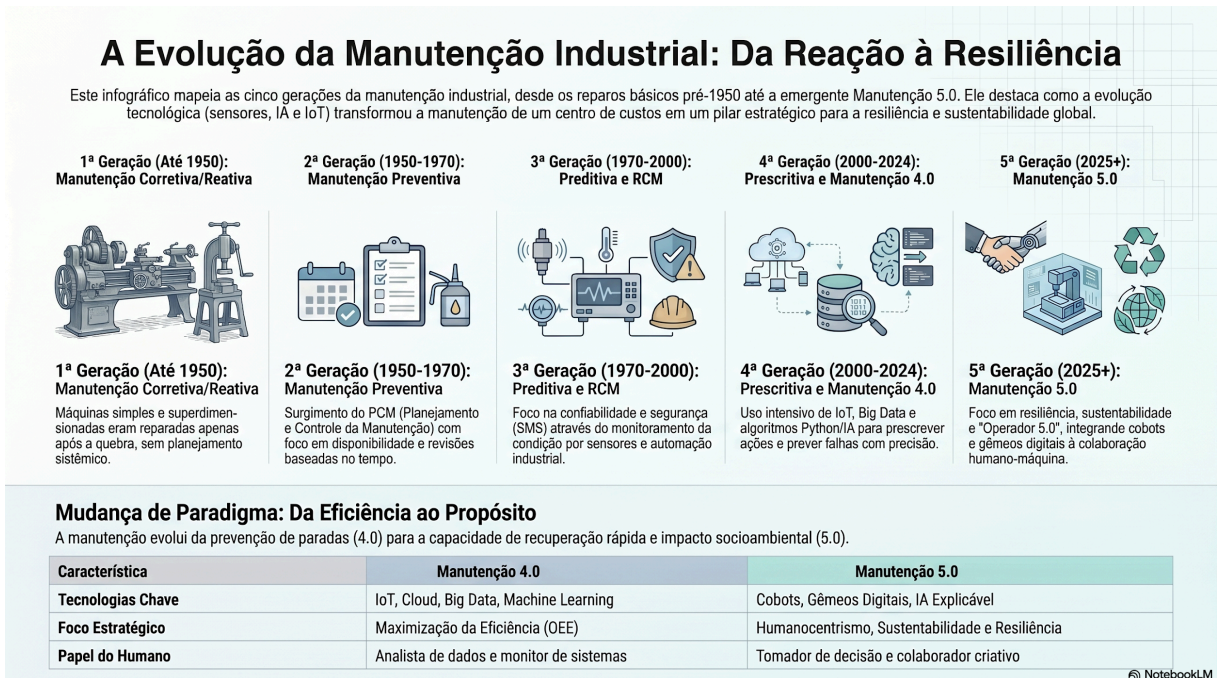 A Evolução da Manutenção Industrial: Da Reação à Resiliência
Este infográfico mapeia as cinco gerações da manutenção industrial, desde os reparos básicos pré-1950 até a emergente Manutenção 5.0. Ele destaca como a evolução
tecnológica (sensores, IA e IoT) transformou a manutenção de um centro de custos em um pilar estratégico para a resiliência e sustentabilidade global.
1ª Geração (Até 1950):
Manutenção Corretiva/Reativa
2ª Geração (1950-1970):
Manutenção Preventiva
3ª Geração (1970-2000):
Preditiva e RCM
4ª Geração (2000-2024):
Prescritiva e Manutenção 4.0
5ª Geração (2025+):
Manutenção 5.0
1011
1010
1011
1ª Geração (Até 1950):
Manutenção Corretiva/Reativa
Máquinas simples e superdimen-
sionadas eram reparadas apenas
após a quebra, sem planejamento
sistêmico.
2ª Geração (1950-1970):
Manutenção Preventiva
Surgimento do PCM (Planejamento
e Controle da Manutenção) com
foco em disponibilidade e revisões
baseadas no tempo.
3ª Geração (1970-2000):
Preditiva e RCM
Foco na confiabilidade e segurança
(SMS) através do monitoramento da
condição por sensores e automação
industrial.
4ª Geração (2000-2024):
Prescritiva e Manutenção 4.0
Uso intensivo de IoT, Big Data e
algoritmos Python/IA para prescrever
ações e prever falhas com precisão.
5ª Geração (2025+):
Manutenção 5.0
Foco em resiliência, sustentabilidade
e "Operador 5.0", integrande cobots
e gêmeos digitais à colaboração
humano-máquina.
Mudança de Paradigma: Da Eficiência ao Propósito
A manutenção evolui da prevenção de paradas (4.0) para a capacidade de recuperação rápida e impacto socioambiental (5.0).
Característica Manutenção 4.0 Manutenção 5.0
Tecnologias Chave IoT, Cloud, Big Data, Machine Learning Cobots, Gêmeos Digitais, IA Explicável
Foco Estratégico Maximização da Eficiência (OEE) Humanocentrismo, Sustentabilidade e Resiliência
Papel do Humano Analista de dados e monitor de sistemas Tomador de decisão e colaborador criativo
NotebookLM